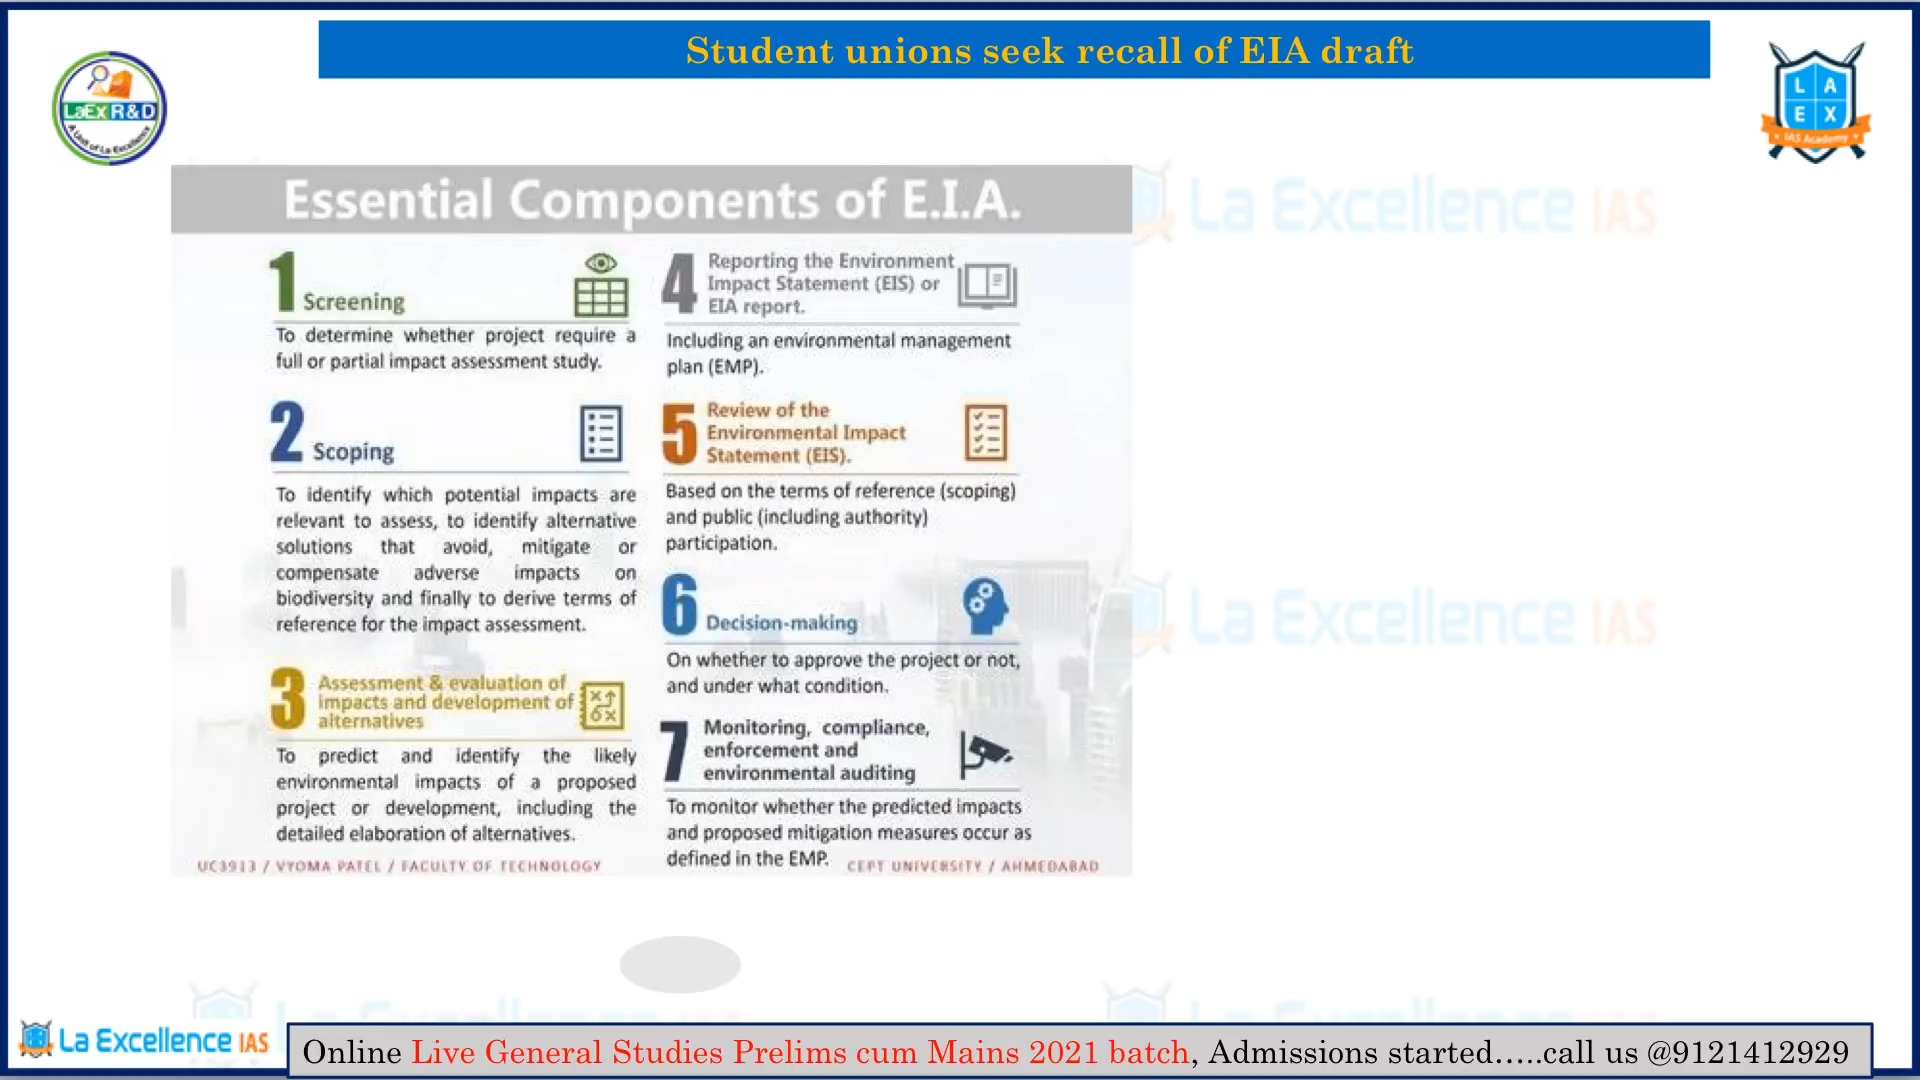 Student unions seek recall of EIA draft
LaEx R&D
A Unit of La Excellence
L A
E X
IAS Academy
Essential Components of E.I.A.
1 Screening
To determine whether project require a
full or partial impact assessment study.
2 Scoping
To identify which potential impacts are
relevant to assess, to identify alternative
solutions that avoid, mitigate or
compensate adverse impacts on
biodiversity and finally to derive terms of
reference for the impact assessment.
3 Assessment & evaluation of
impacts and development of
alternatives
To predict and identify the likely
environmental impacts of a proposed
project or development, including the
detailed elaboration of alternatives.
UC3913 / VYOMA PATEL / FACULTY OF TECHNOLOGY
4 Reporting the Environment
Impact Statement (EIS) or
EIA report.
Including an environmental management
plan (EMP).
5 Review of the
Environmental Impact
Statement (EIS).
Based on the terms of reference (scoping)
and public (including authority)
participation.
6 Decision-making
On whether to approve the project or not,
and under what condition.
7 Monitoring, compliance,
enforcement and
environmental auditing
To monitor whether the predicted impacts
and proposed mitigation measures occur as
defined in the EMP.
CEPT UNIVERSITY / AHMEDABAD
La Excellence IAS
La Excellence IAS
La Excellence
La Excellence
La Excellence IAS
Online Live General Studies Prelims cum Mains 2021 batch, Admissions started.....call us @9121412929